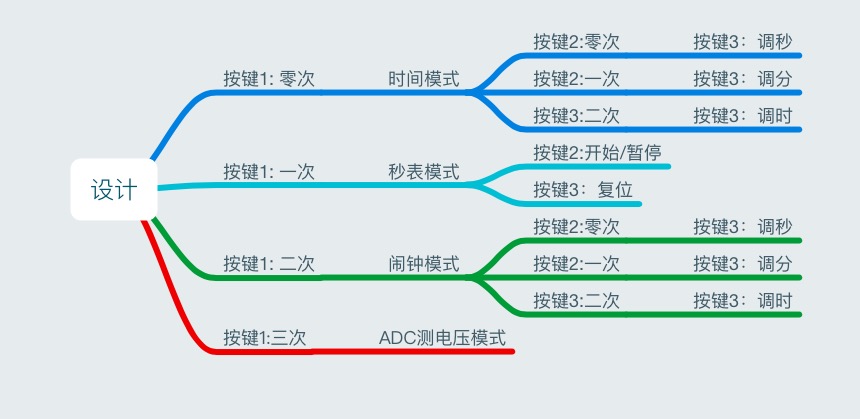 设计
按键1: 零次
时间模式
按键2:零次
按键3：调秒
按键2:一次
按键3：调分
按键3:二次
按键3：调时
按键1: 一次
秒表模式
按键2:开始/暂停
按键3：复位
按键1: 二次
闹钟模式
按键2:零次
按键3：调秒
按键2:一次
按键3：调分
按键3:二次
按键3：调时
按键1:三次
ADC测电压模式